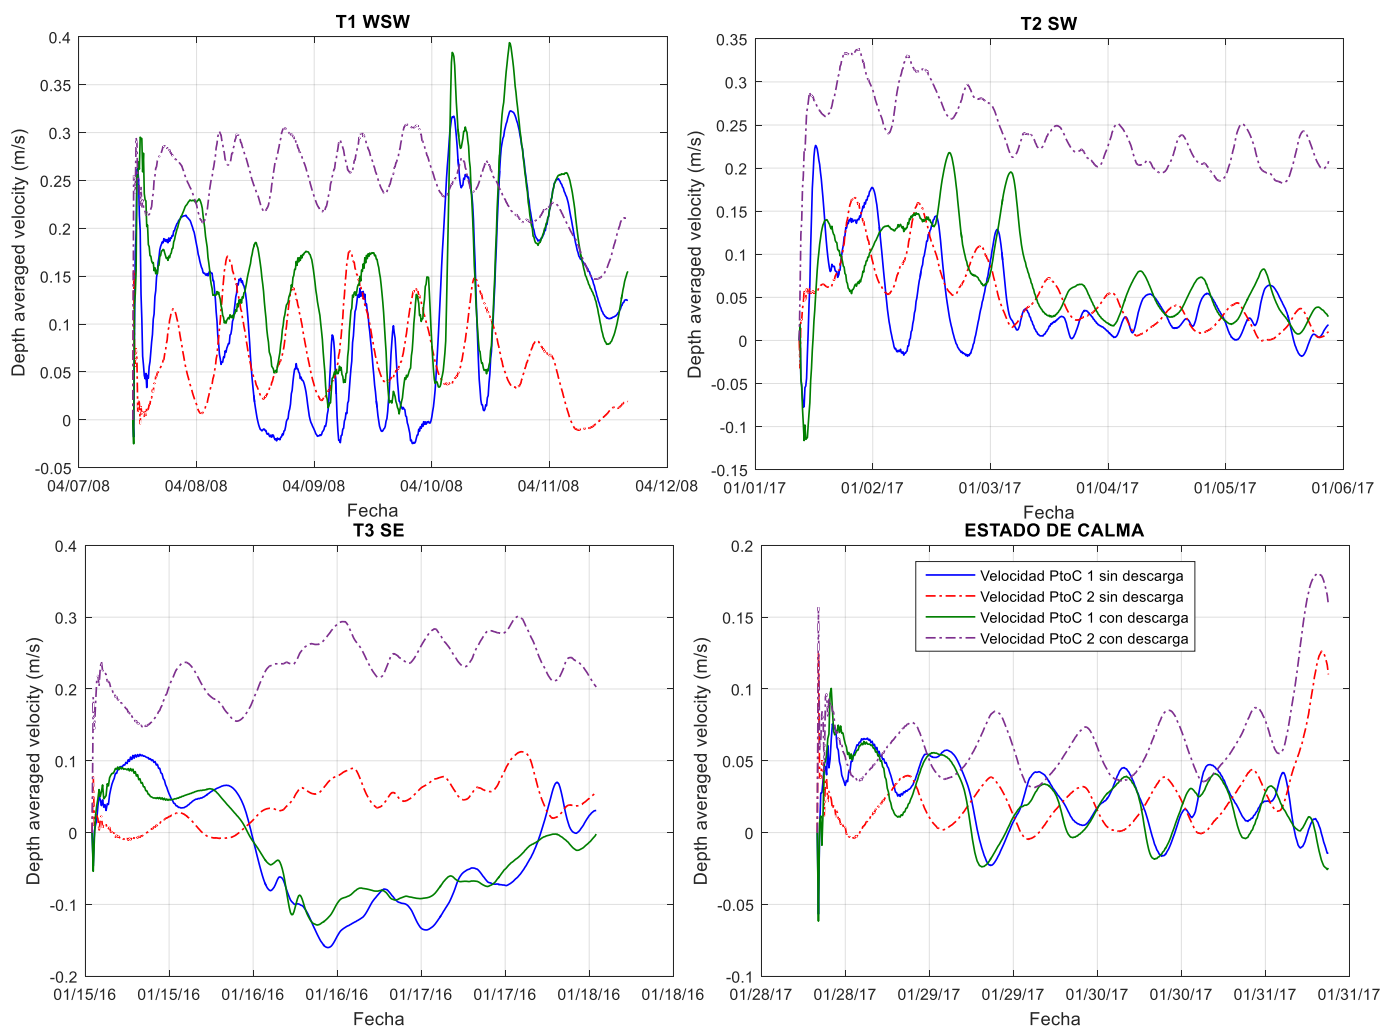 T1 WSW
Depth averaged velocity (m/s)
0.4
0.35
0.3
0.25
0.2
0.15
0.1
0.05
0
-0.05
04/07/08 04/08/08 04/09/08 04/10/08 04/11/08 04/12/08
Fecha
T2 SW
Depth averaged velocity (m/s)
0.35
0.3
0.25
0.2
0.15
0.1
0.05
0
-0.05
-0.1
-0.15
01/01/17 01/02/17 01/03/17 01/04/17 01/05/17 01/06/17
Fecha
T3 SE
Depth averaged velocity (m/s)
0.4
0.3
0.2
0.1
0
-0.1
-0.2
01/15/16 01/15/16 01/16/16 01/16/16 01/17/16 01/17/16 01/18/16 01/18/16
Fecha
ESTADO DE CALMA
Depth averaged velocity (m/s)
0.2
0.15
0.1
0.05
0
-0.05
-0.1
Velocidad PtoC 1 sin descarga
Velocidad PtoC 2 sin descarga
Velocidad PtoC 1 con descarga
Velocidad PtoC 2 con descarga
01/28/17 01/28/17 01/29/17 01/29/17 01/30/17 01/30/17 01/31/17 01/31/17
Fecha